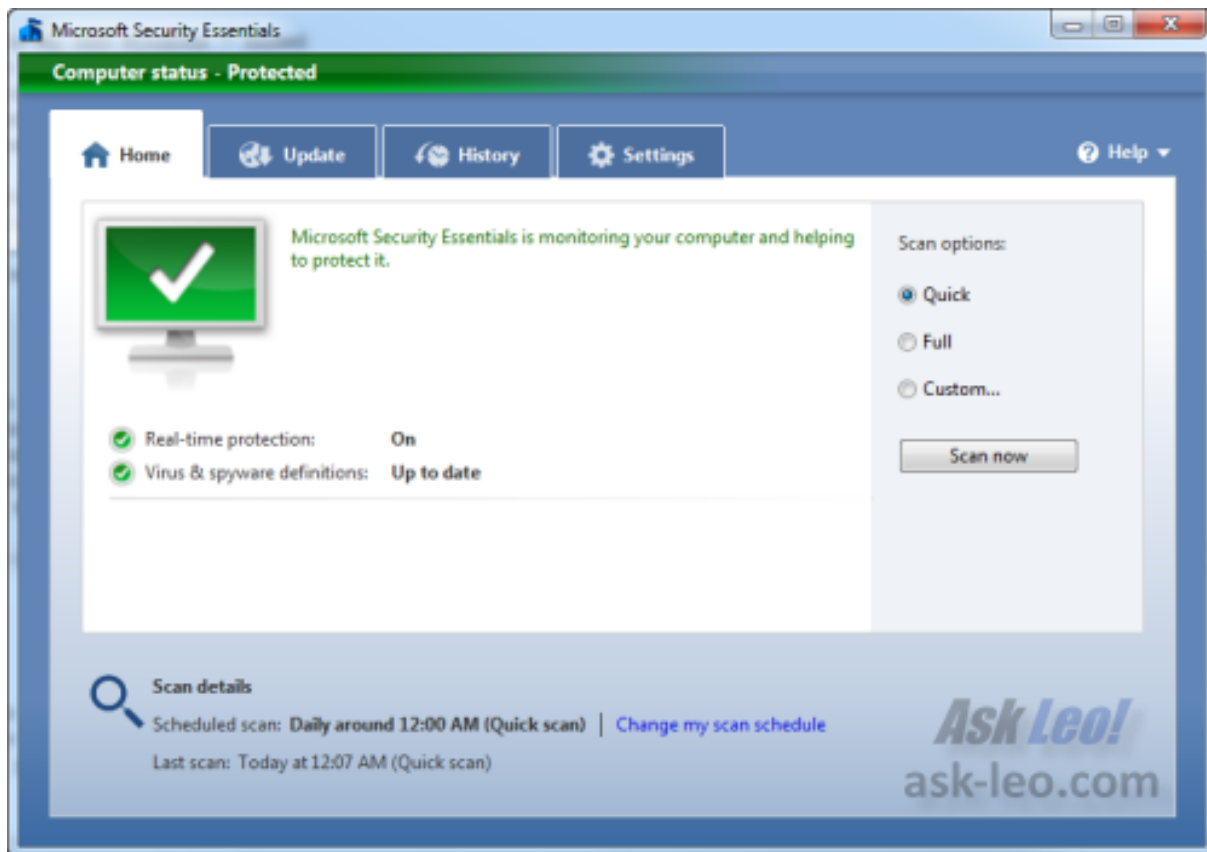 Microsoft Security Essentials
Computer status - Protected
Home
Update
History
Settings
Help
Microsoft Security Essentials is monitoring your computer and helping
to protect it.
Real-time protection: On
Virus & spyware definitions: Up to date
Scan options:
Quick
Full
Custom...
Scan now
Scan details
Scheduled scan: Daily around 12:00 AM (Quick scan) | Change my scan schedule
Last scan: Today at 12:07 AM (Quick scan)
Ask Leo!
ask-leo.com